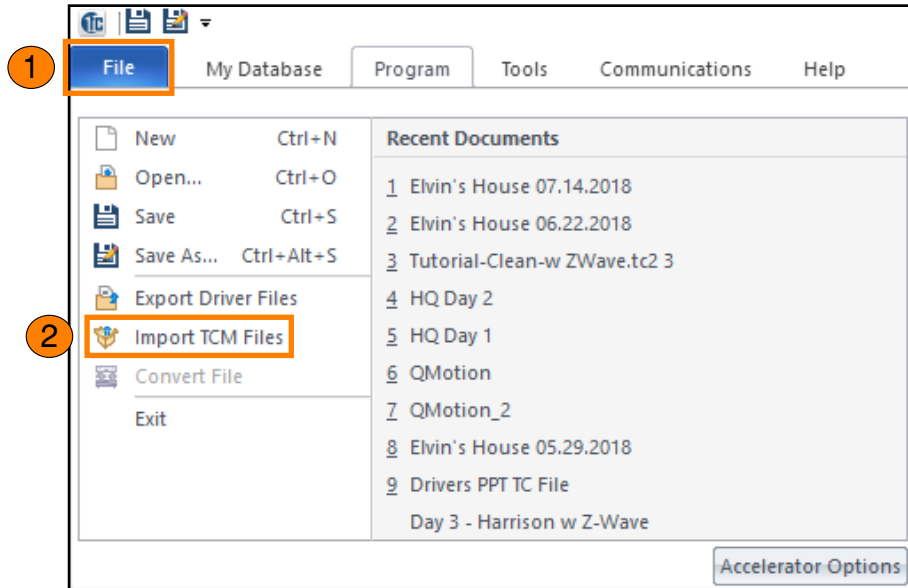 TC
1
File My Database Program Tools Communications Help
New Ctrl+N
Open... Ctrl+O
Save Ctrl+S
Save As... Ctrl+Alt+S
Export Driver Files
2
Import TCM Files
Convert File
Exit
Recent Documents
1 Elvin's House 07.14.2018
2 Elvin's House 06.22.2018
3 Tutorial-Clean-w ZWave.tc2 3
4 HQ Day 2
5 HQ Day 1
6 QMotion
7 QMotion_2
8 Elvin's House 05.29.2018
9 Drivers PPT TC File
Day 3 - Harrison w Z-Wave
Accelerator Options